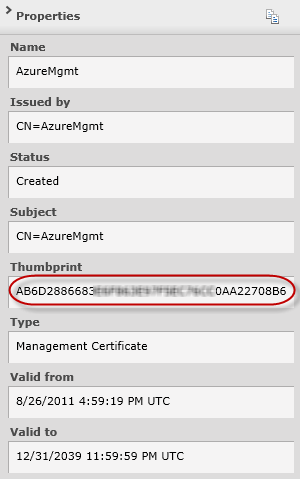 Properties
Name
AzureMgmt
Issued by
CN=AzureMgmt
Status
Created
Subject
CN=AzureMgmt
Thumbprint
AB6D2886683 0AA22708B6
Type
Management Certificate
Valid from
8/26/2011 4:59:19 PM UTC
Valid to
12/31/2039 11:59:59 PM UTC